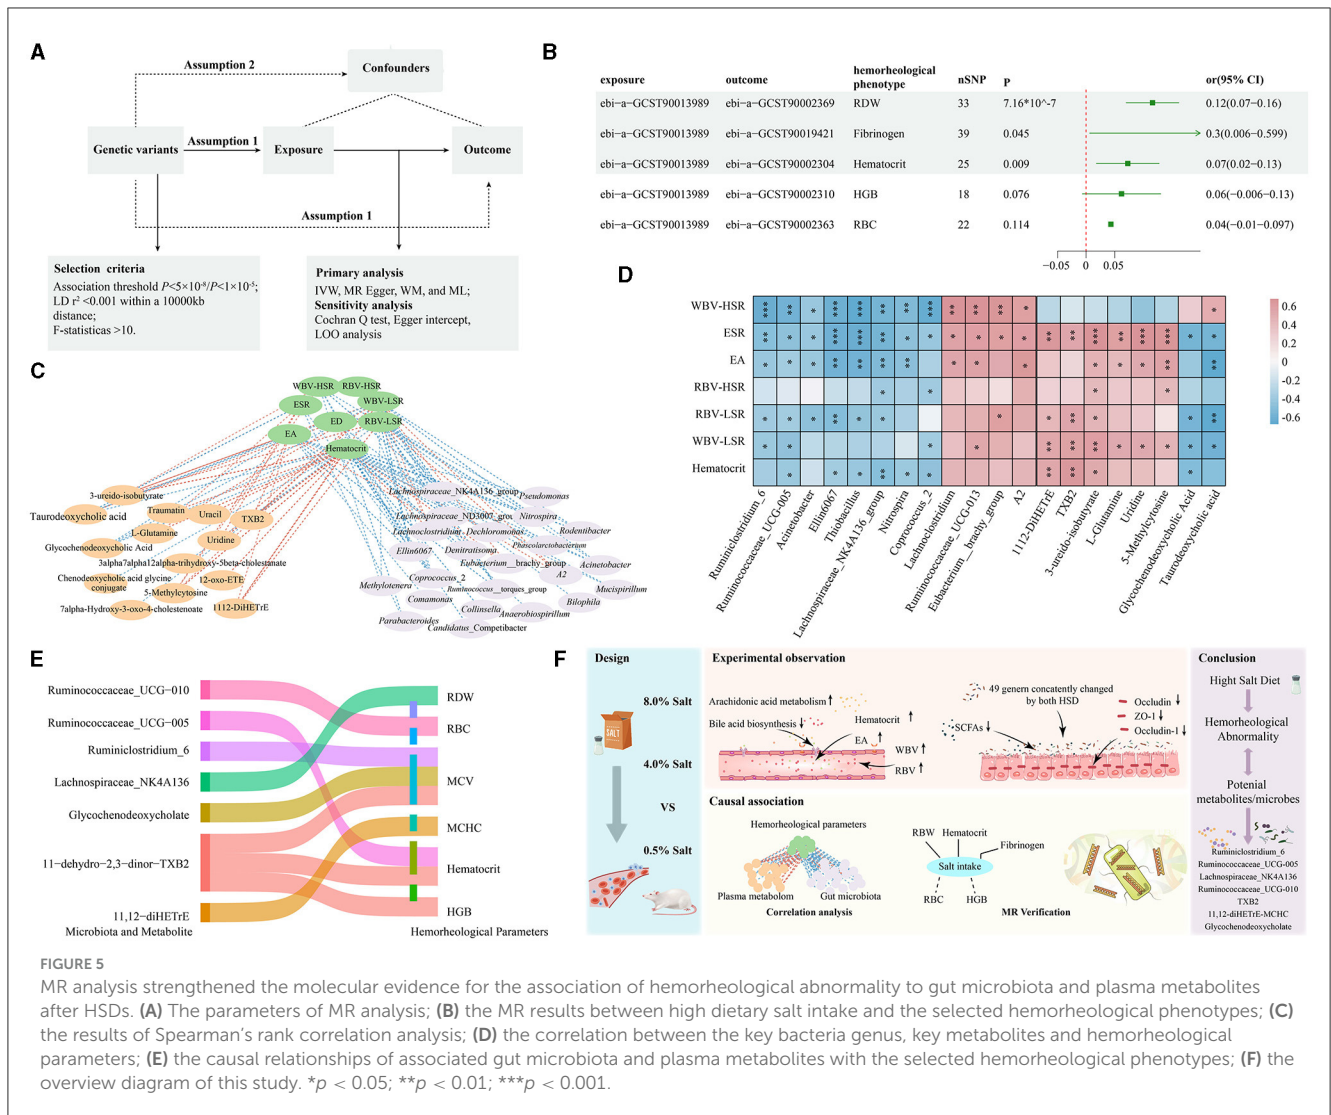 A
Assumption 2
Confounders
Genetic variants
Assumption 1
Exposure
Outcome
Assumption 1
Selection criteria
Association threshold P<5×10-8/P<1×10-5;
LD r2 <0.001 within a 10000kb
distance;
F-statisticas >10.
Primary analysis
IVW, MR Egger, WM, and ML;
Sensitivity analysis
Cochran Q test, Egger intercept,
LOO analysis
B
exposure outcome hemorheological phenotype nSNP P or(95% CI)
ebi−a−GCST90013989 ebi−a−GCST90002369 RDW 33 7.16*10^-7 0.12(0.07−0.16)
ebi−a−GCST90013989 ebi−a−GCST90019421 Fibrinogen 39 0.045 0.3(0.006−0.599)
ebi−a−GCST90013989 ebi−a−GCST90002304 Hematocrit 25 0.009 0.07(0.02−0.13)
ebi−a−GCST90013989 ebi−a−GCST90002310 HGB 18 0.076 0.06(−0.006−0.13)
ebi−a−GCST90013989 ebi−a−GCST90002363 RBC 22 0.114 0.04(−0.01−0.097)
−0.05 0 0.05
C
WBV-HSR RBV-HSR
ESR WBV-LSR
ED RBV-LSR
EA
Hematocrit
3-ureido-isobutyrate
Taurodeoxycholic acid
Traumatin
Uracil
TXB2
L-Glutamine
Uridine
Glycochenodeoxycholic Acid
3alpha7alpha12alpha-trihydroxy-5beta-cholestanate
Chenodeoxycholic acid glycine
conjugate
12-oxo-ETE
5-Methylcytosine
7alpha-Hydroxy-3-oxo-4-cholestenoate
1112-DiHETrE
Lachnospiraceae_NK4A136_group
Pseudomonas
Lachnospiraceae_ND3007_grou
Nitrospira
Lachnoclostridium
Dechloromonas
Rodentibacter
Phascolarctobacterium
Ellin6067
Denitratisoma
Eubacterium__brachy_group
Acinetobacter
A2
Coprococcus_2
Methylotenera
Ruminococcus_torques_group
Mucispirillum
Comamonas
Collinsella
Bilophila
Anaerobiospirillum
Parabacteroides
Candidatus_Competibacter
D
WBV-HSR *** ** * *** *** ** ** *** ** ** ** * *
ESR ** * * *** *** ** * * * * * * ** ** *** ** *** *** * *
EA * * * *** *** ** ** * * * * * **
RBV-HSR * * * **
RBV-LSR * * * ** * * * * ** * * **
WBV-LSR * * * * ** ** ** * * * * *
Hematocrit * * * ** * * ** ** * *
0.6
0.4
0.2
0
-0.2
-0.4
-0.6
Ruminiclostridium_6
Ruminococcaceae_UCG-005
Acinetobacter
Ellin6067
Thiobacillus
Lachnospiraceae_NK4A136_group
Nitrospira
Coprococcus_2
Lachnoclostridium
Ruminococcaceae_UCG-013
Eubacterium__brachy_group
A2
1112-DiHETrE
TXB2
3-ureido-isobutyrate
L-Glutamine
Uridine
5-Methylcytosine
Glycochenodeoxycholic Acid
Taurodeoxycholic acid
E
Ruminococcaceae_UCG−010
Ruminococcaceae_UCG−005
Ruminiclostridium_6
Lachnospiraceae_NK4A136
Glycochenodeoxycholate
11−dehydro−2,3−dinor−TXB2
11,12−diHETrE
Microbiota and Metabolite
RDW
RBC
MCV
MCHC
Hematocrit
HGB
Hemorheological Parameters
F
Design
8.0% Salt
SALT
4.0% Salt
VS
0.5% Salt
Experimental observation
Arachidonic acid metabolism
Bile acid biosynthesis
Hematocrit
EA
WBV
RBV
49 genem concatently changed
by both HSD
SCFAs
Occludin
ZO-1
Occludin-1
Causal association
Hemorheological parameters
Plasma metabolom
Gut microbiota
Correlation analysis
RBW
Hematocrit
Fibrinogen
Salt intake
RBC
HGB
MR Verification
Conclusion
Hight Salt Diet
Hemorheological
Abnormality
Potenial
metabolites/microbes
Ruminiclostridium_6
Ruminococcaceae_UCG-005
Lachnospiraceae_NK4A136
Ruminococcaceae_UCG-010
TXB2
11,12-diHETrE-MCHC
Glycochenodeoxycholate
FIGURE 5
MR analysis strengthened the molecular evidence for the association of hemorheological abnormality to gut microbiota and plasma metabolites
after HSDs. (A) The parameters of MR analysis; (B) the MR results between high dietary salt intake and the selected hemorheological phenotypes; (C)
the results of Spearman's rank correlation analysis; (D) the correlation between the key bacteria genus, key metabolites and hemorheological
parameters; (E) the causal relationships of associated gut microbiota and plasma metabolites with the selected hemorheological phenotypes; (F) the
overview diagram of this study. *p < 0.05; **p < 0.01; ***p < 0.001.